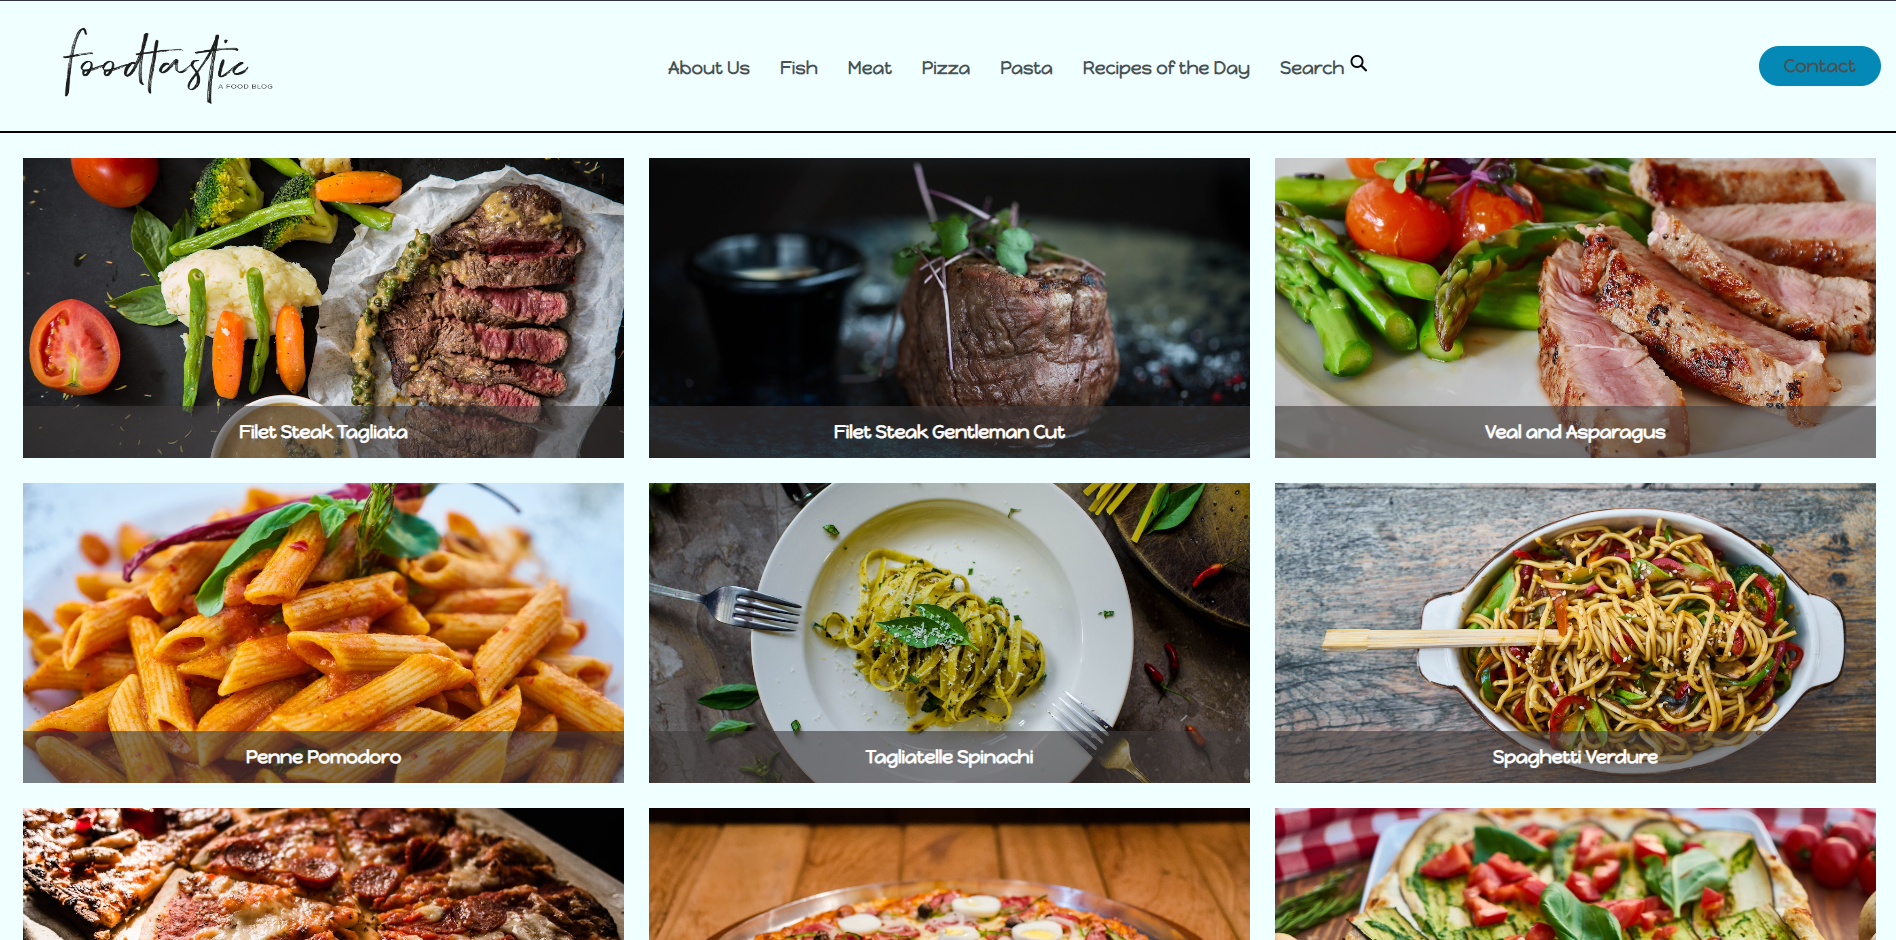 foodtastic
A FOOD BLOG
About Us
Fish
Meat
Pizza
Pasta
Recipes of the Day
Search
Contact
Filet Steak Tagliata
Filet Steak Gentleman Cut
Veal and Asparagus
Penne Pomodoro
Tagliatelle Spinachi
Spaghetti Verdure